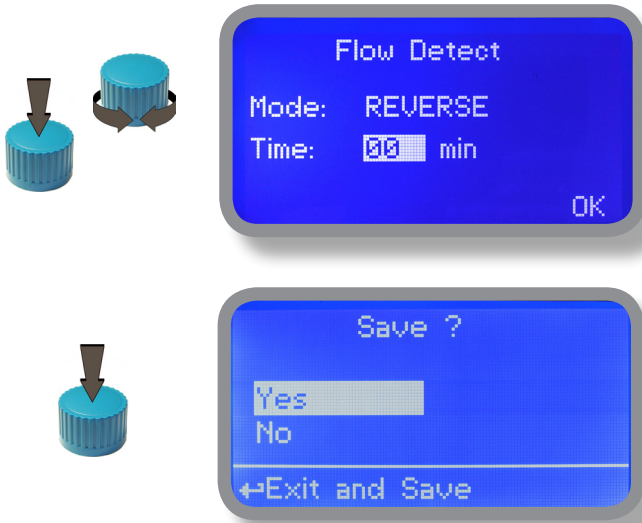 Flow Detect
Mode: REVERSE
Time: 00 min
OK
Save ?
Yes
No
↵Exit and Save